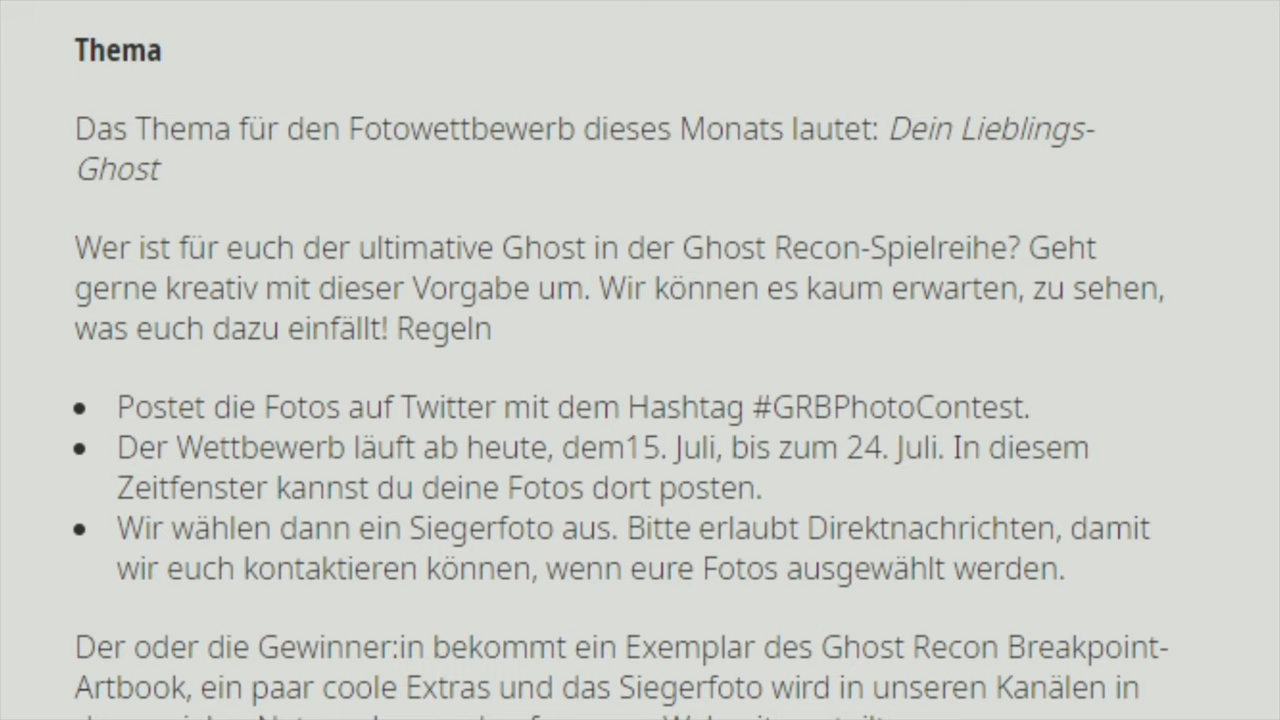 Thema
Das Thema für den Fotowettbewerb dieses Monats lautet: Dein Lieblings-
Ghost
Wer ist für euch der ultimative Ghost in der Ghost Recon-Spielreihe? Geht
gerne kreativ mit dieser Vorgabe um. Wir können es kaum erwarten, zu sehen,
was euch dazu einfällt! Regeln
• Postet die Fotos auf Twitter mit dem Hashtag #GRBPhotoContest.
• Der Wettbewerb läuft ab heute, dem15. Juli, bis zum 24. Juli. In diesem
Zeitfenster kannst du deine Fotos dort posten.
• Wir wählen dann ein Siegerfoto aus. Bitte erlaubt Direktnachrichten, damit
wir euch kontaktieren können, wenn eure Fotos ausgewählt werden.
Der oder die Gewinner:in bekommt ein Exemplar des Ghost Recon Breakpoint-
Artbook, ein paar coole Extras und das Siegerfoto wird in unseren Kanälen in